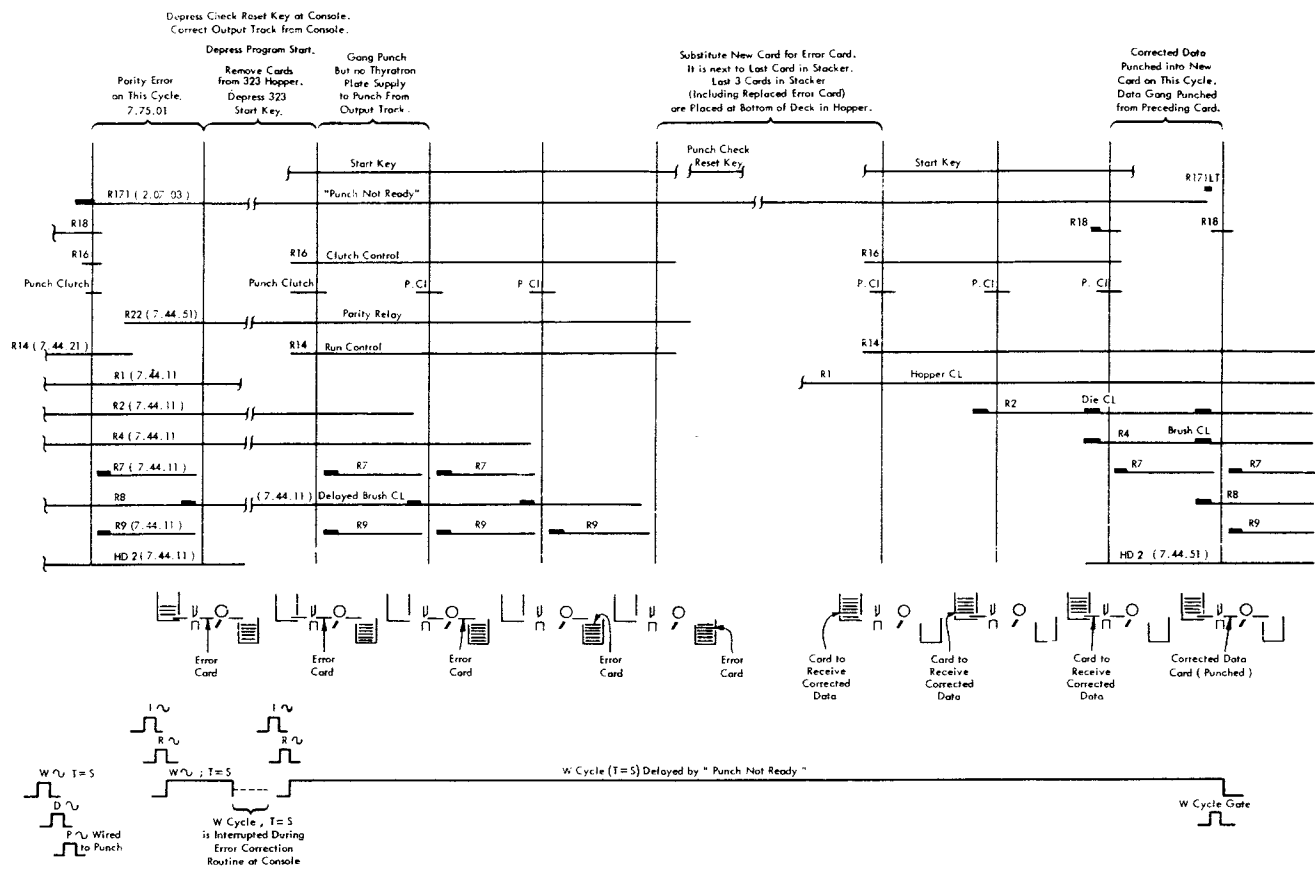 Depress Check Reset Key at Console.
Correct Output Track from Console.
Depress Program Start.
Remove Cards
from 323 Hopper.
Depress 323
Start Key.
Parity Error
on This Cycle.
7.75.01
Gang Punch
But no Thyratron
Plate Supply
to Punch From
Output Track.
Substitute New Card for Error Card.
It is next to Last Card in Stacker.
Last 3 Cards in Stacker
(Including Replaced Error Card)
are Placed at Bottom of Deck in Hopper.
Corrected Data
Punched into New
Card on This Cycle.
Data Gang Punched
from Preceding Card.
Start Key
Punch Check
Reset Key
Start Key
R171LT
R171 (2.07.03)
"Punch Not Ready"
R18
R18
R18
R16
R16
Clutch Control
R16
Punch Clutch
Punch Clutch
P. Cl
P. Cl
P. Cl
P. Cl
P. Cl
R22 (7.44.51)
Parity Relay
R14 (7.44.21)
R14
Run Control
R14
R1 (7.44.11
R1
Hopper CL
R2 (7.44.11)
R2
Die CL
R4 (7.44.11
R4
Brush CL
R7 (7.44.11)
R7
R7
R7
R7
R8
(7.44.11)
Delayed Brush CL
R8
R9 (7.44.11)
R9
R9
R9
R9
HD 2 (7.44.11)
HD 2 (7.44.51)
Error
Card
Error
Card
Error
Card
Error
Card
Error
Card
Card to
Receive
Corrected
Data
Card to
Receive
Corrected
Data
Card to
Receive
Corrected
Data
Corrected Data
Card (Punched)
I ∿
I ∿
R ∿
R ∿
W ∿ T=S
W ∿ ; T=S
W Cycle (T=S) Delayed by "Punch Not Ready"
D ∿
P ∿ Wired
to Punch
W Cycle, T=S
is Interrupted During
Error Correction
Routine at Console
W Cycle Gate